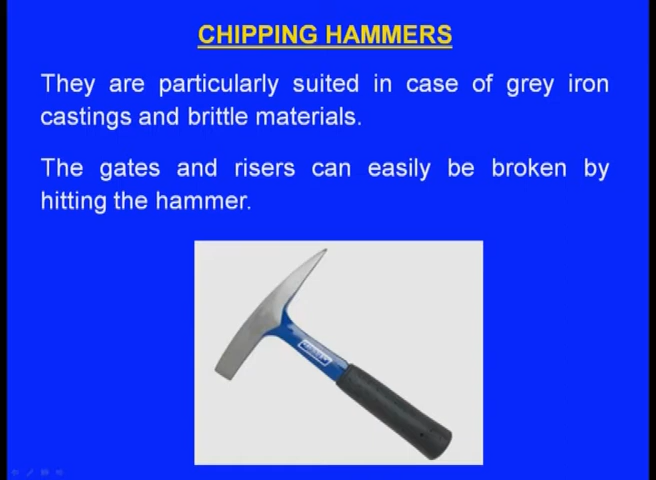 CHIPPING HAMMERS
They are particularly suited in case of grey iron
castings and brittle materials.
The gates and risers can easily be broken by
hitting the hammer.